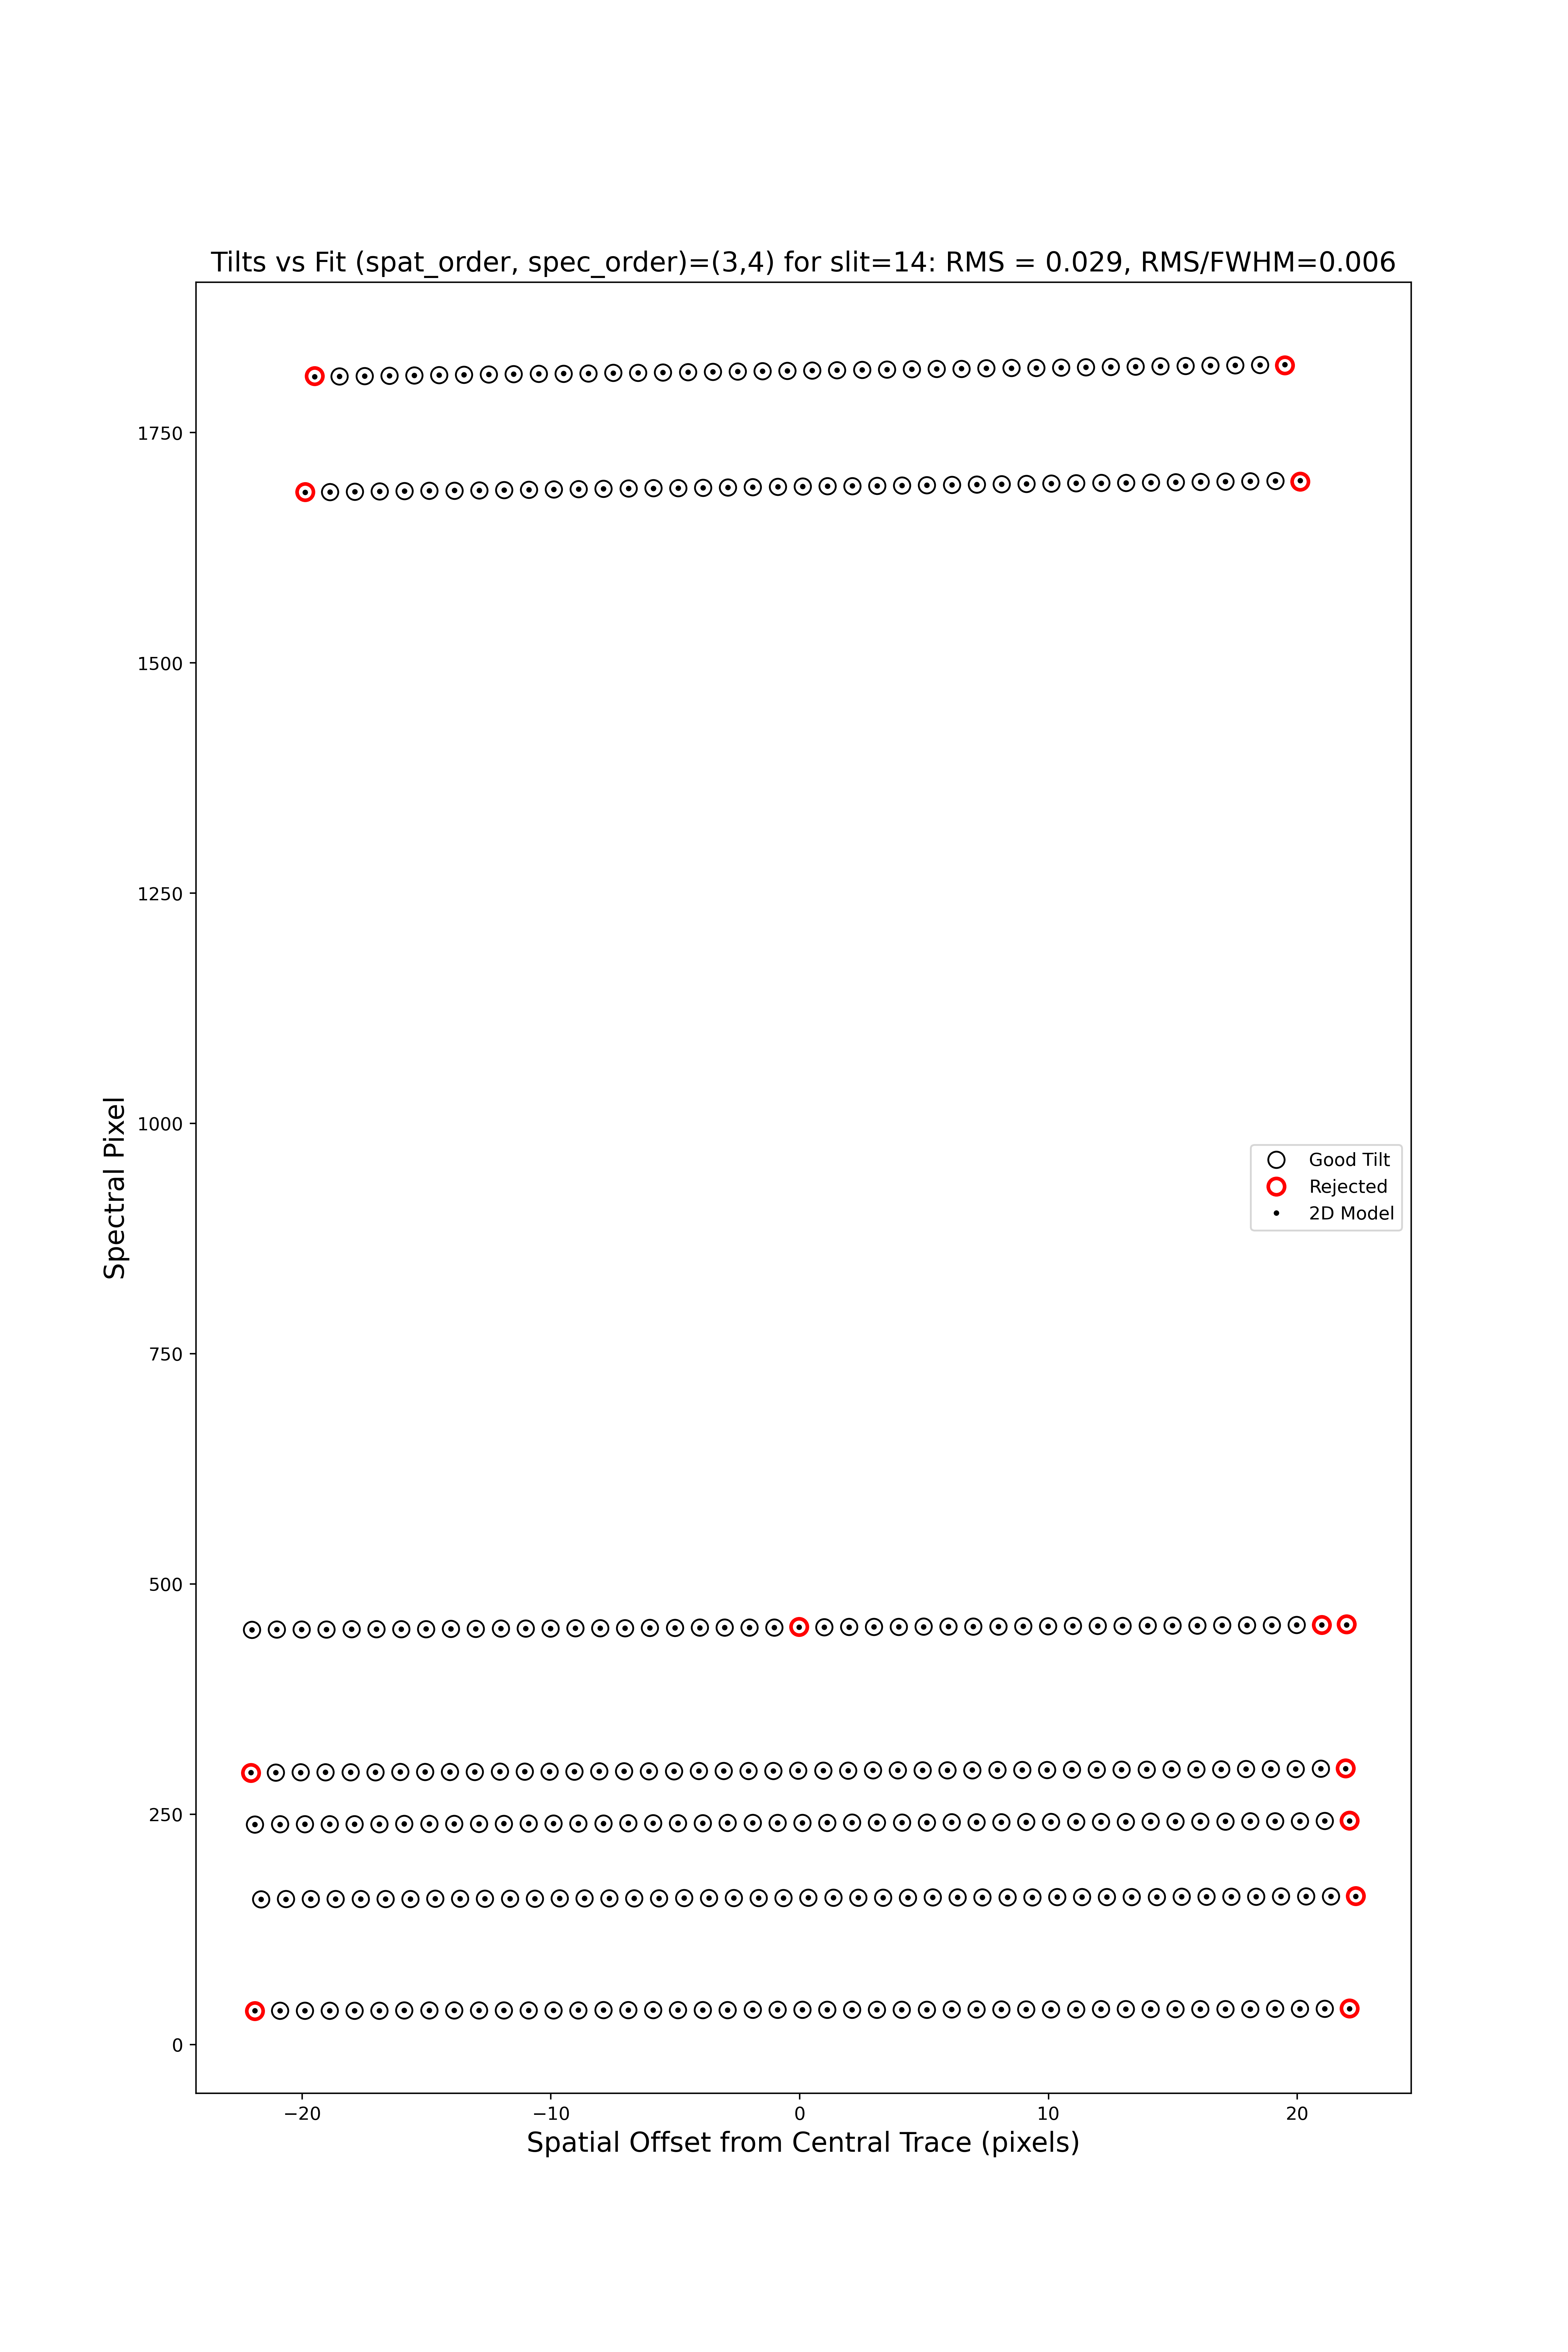 Tilts vs Fit (spat_order, spec_order)=(3,4) for slit=14: RMS = 0.029, RMS/FWHM=0.006
1750
1500
1250
1000
750
500
250
0
Spectral Pixel
Good Tilt
Rejected
2D Model
−20
−10
0
10
20
Spatial Offset from Central Trace (pixels)